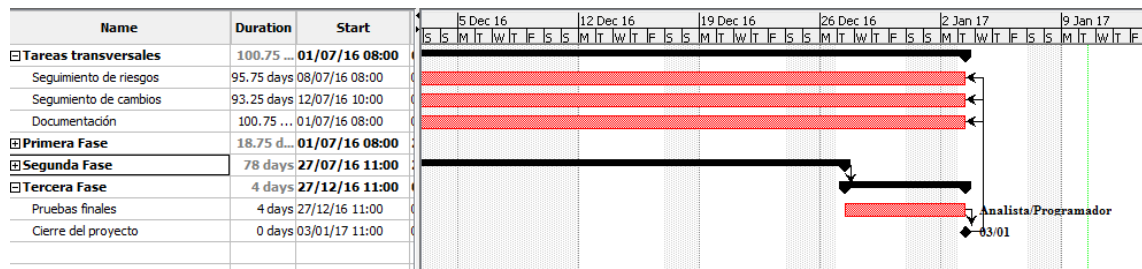 Name Duration Start 5 Dec 16 12 Dec 16 19 Dec 16 26 Dec 16 2 Jan 17 9 Jan 17
S S M T W T F S S M T W T F S S M T W T F S S M T W T F S S M T W T F S S M T W T F
Tareas transversales 100.75 ... 01/07/16 08:00
Seguimiento de riesgos 95.75 days 08/07/16 08:00
Segumiento de cambios 93.25 days 12/07/16 10:00
Documentación 100.75 ... 01/07/16 08:00
Primera Fase 18.75 d... 01/07/16 08:00
Segunda Fase 78 days 27/07/16 11:00
Tercera Fase 4 days 27/12/16 11:00
Pruebas finales 4 days 27/12/16 11:00 Analista/Programador
Cierre del proyecto 0 days 03/01/17 11:00 03/01